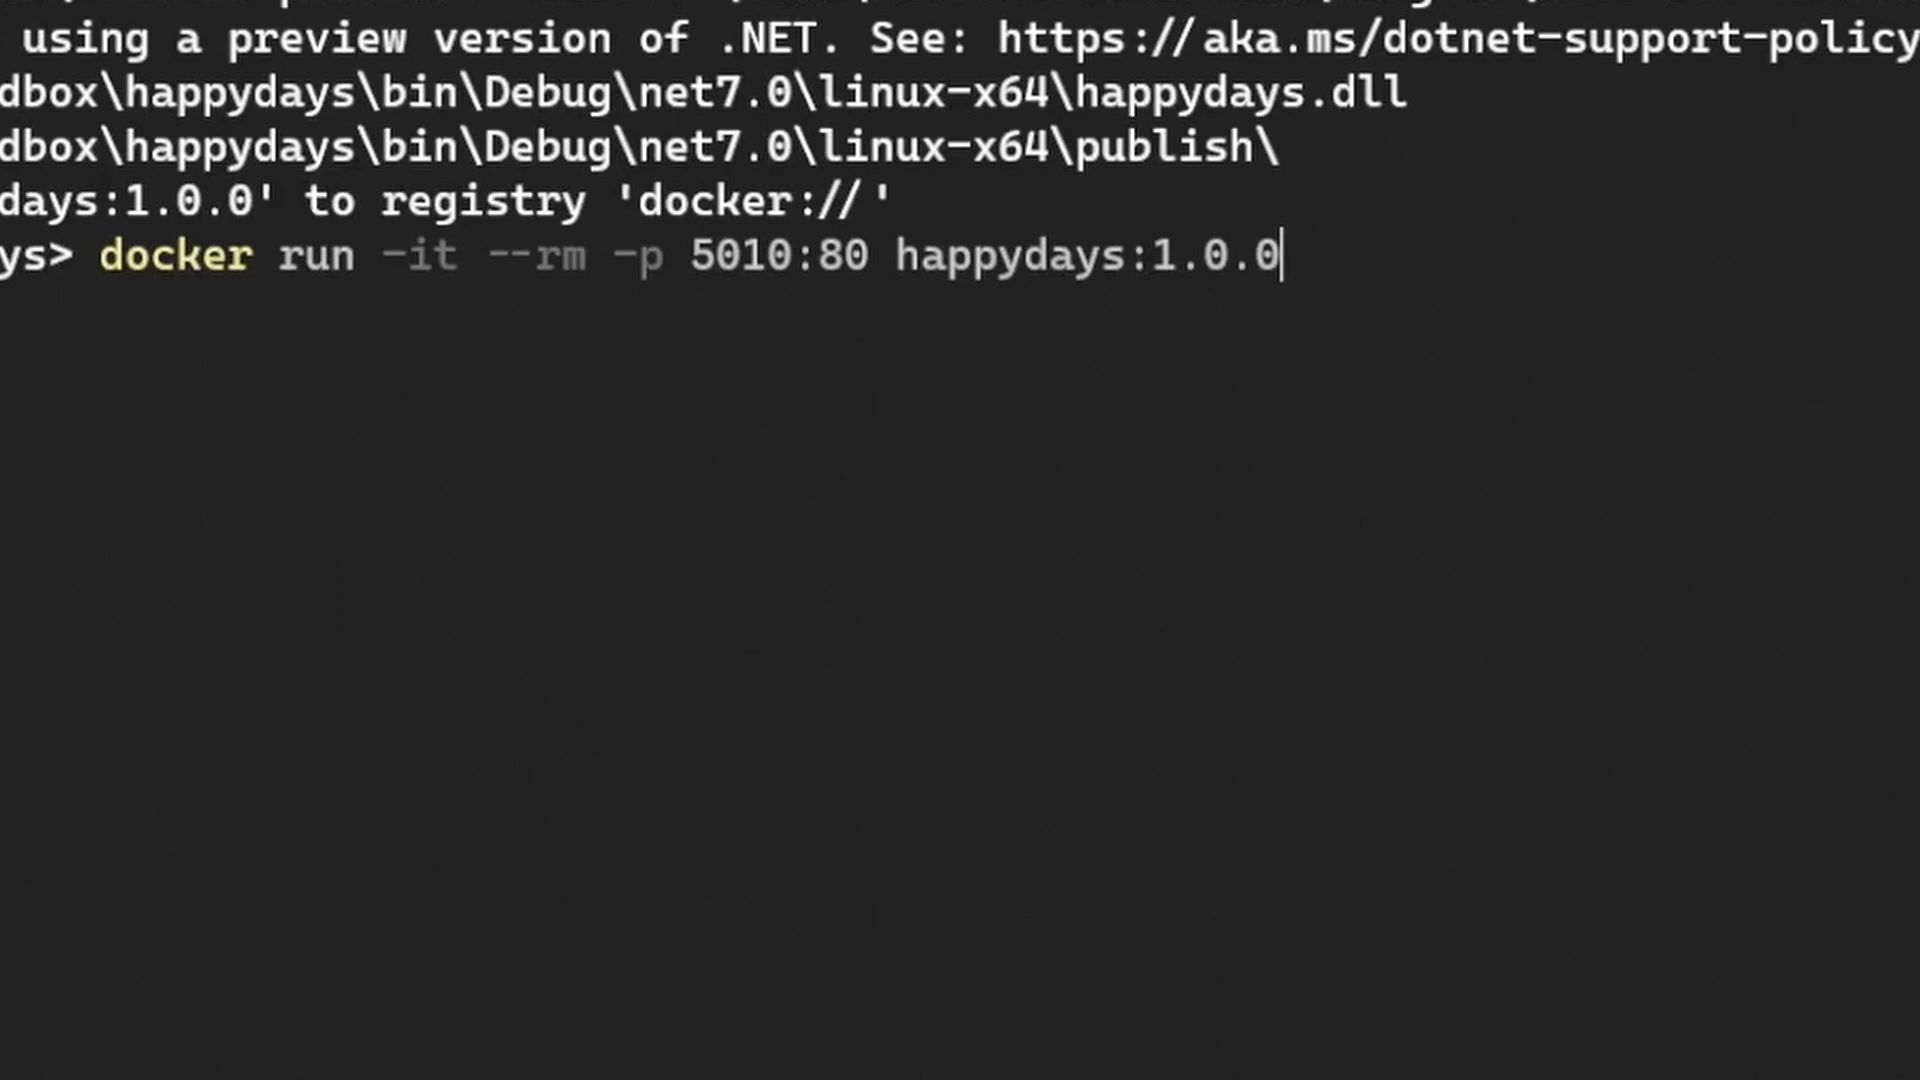 using a preview version of .NET. See: https://aka.ms/dotnet-support-policy
dbox\happydays\bin\Debug\net7.0\linux-x64\happydays.dll
dbox\happydays\bin\Debug\net7.0\linux-x64\publish\
days:1.0.0' to registry 'docker://'
ys> docker run -it --rm -p 5010:80 happydays:1.0.0